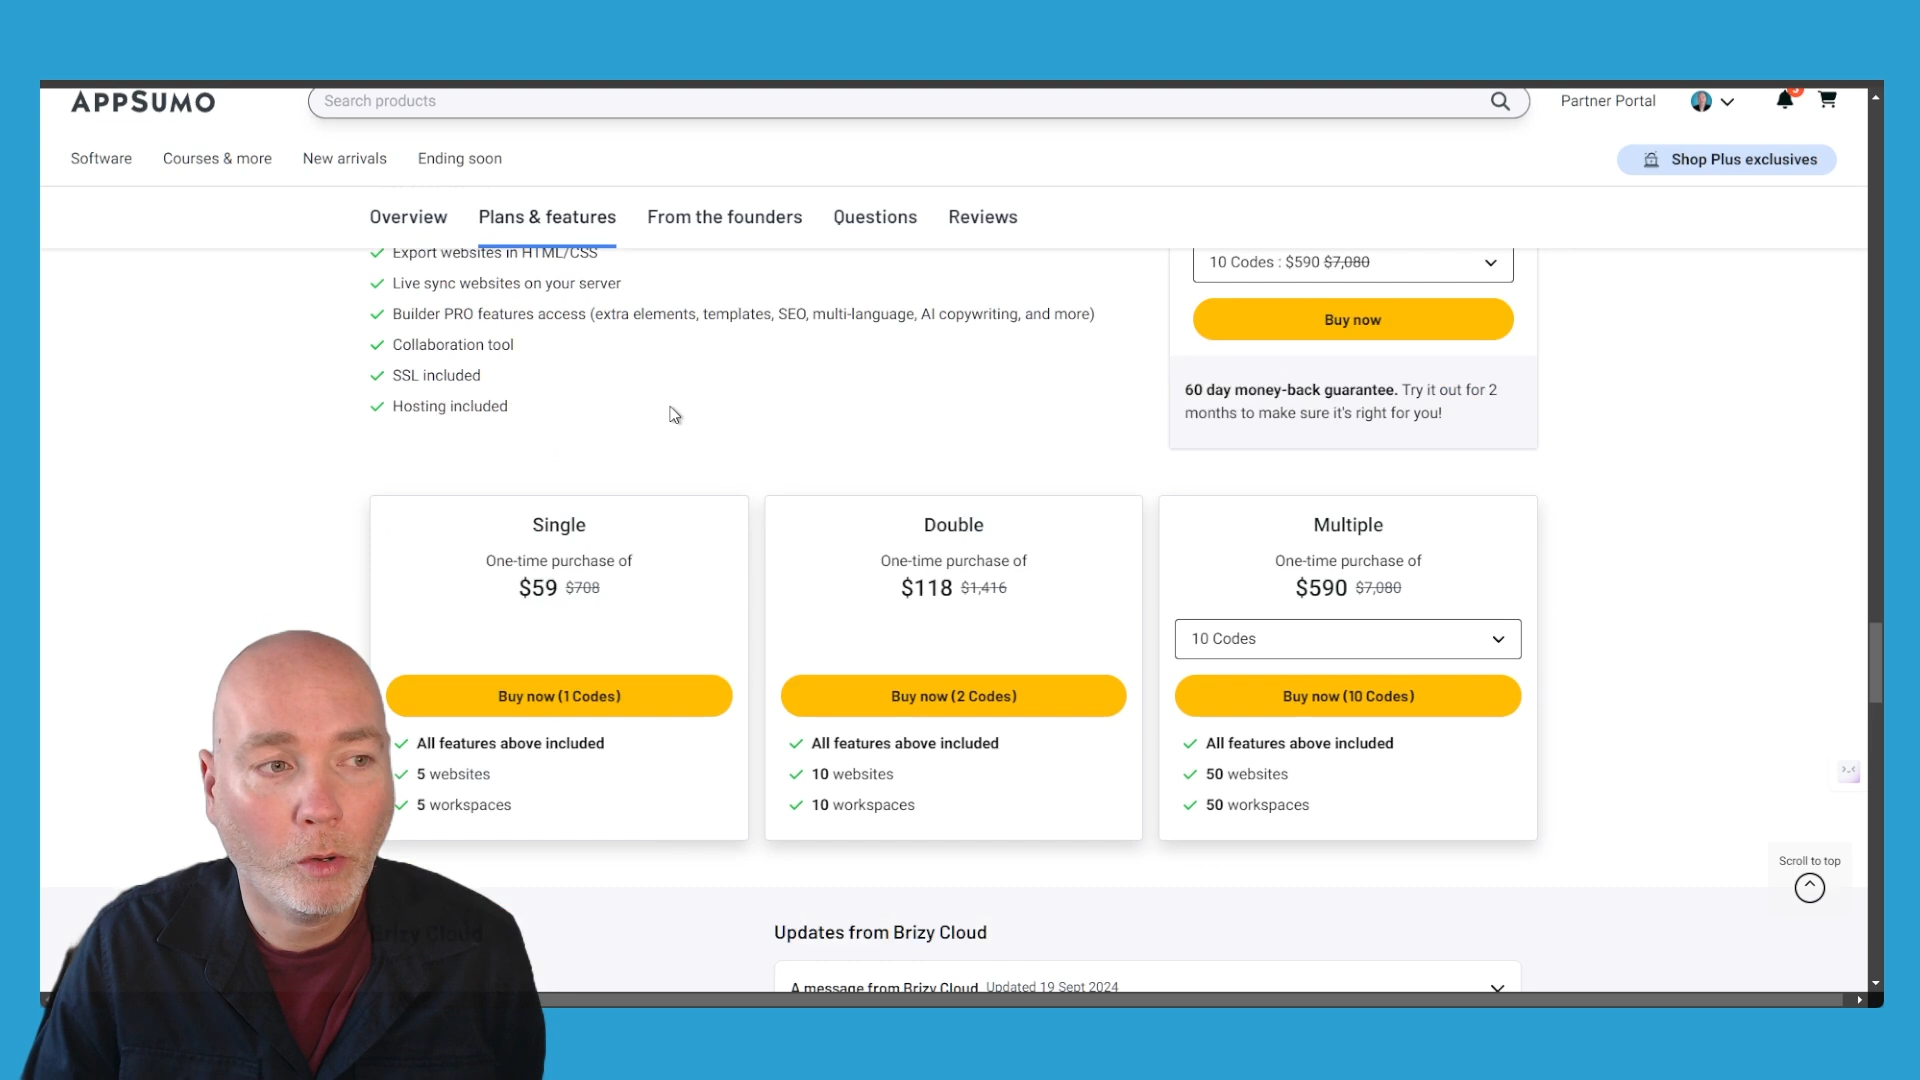 APPSUMO
Search products
Partner Portal
Software
Courses & more
New arrivals
Ending soon
Shop Plus exclusives
Overview
Plans & features
From the founders
Questions
Reviews
Export websites in HTML/CSS
Live sync websites on your server
Builder PRO features access (extra elements, templates, SEO, multi-language, AI copywriting, and more)
Collaboration tool
SSL included
Hosting included
10 Codes : $590 $7,080
Buy now
60 day money-back guarantee. Try it out for 2
months to make sure it's right for you!
Single
One-time purchase of
$59 $708
Buy now (1 Codes)
All features above included
5 websites
5 workspaces
Double
One-time purchase of
$118 $1,416
Buy now (2 Codes)
All features above included
10 websites
10 workspaces
Multiple
One-time purchase of
$590 $7,080
10 Codes
Buy now (10 Codes)
All features above included
50 websites
50 workspaces
Scroll to top
Brizy Cloud
Updates from Brizy Cloud
A message from Brizy Cloud Updated 19 Sept 2024